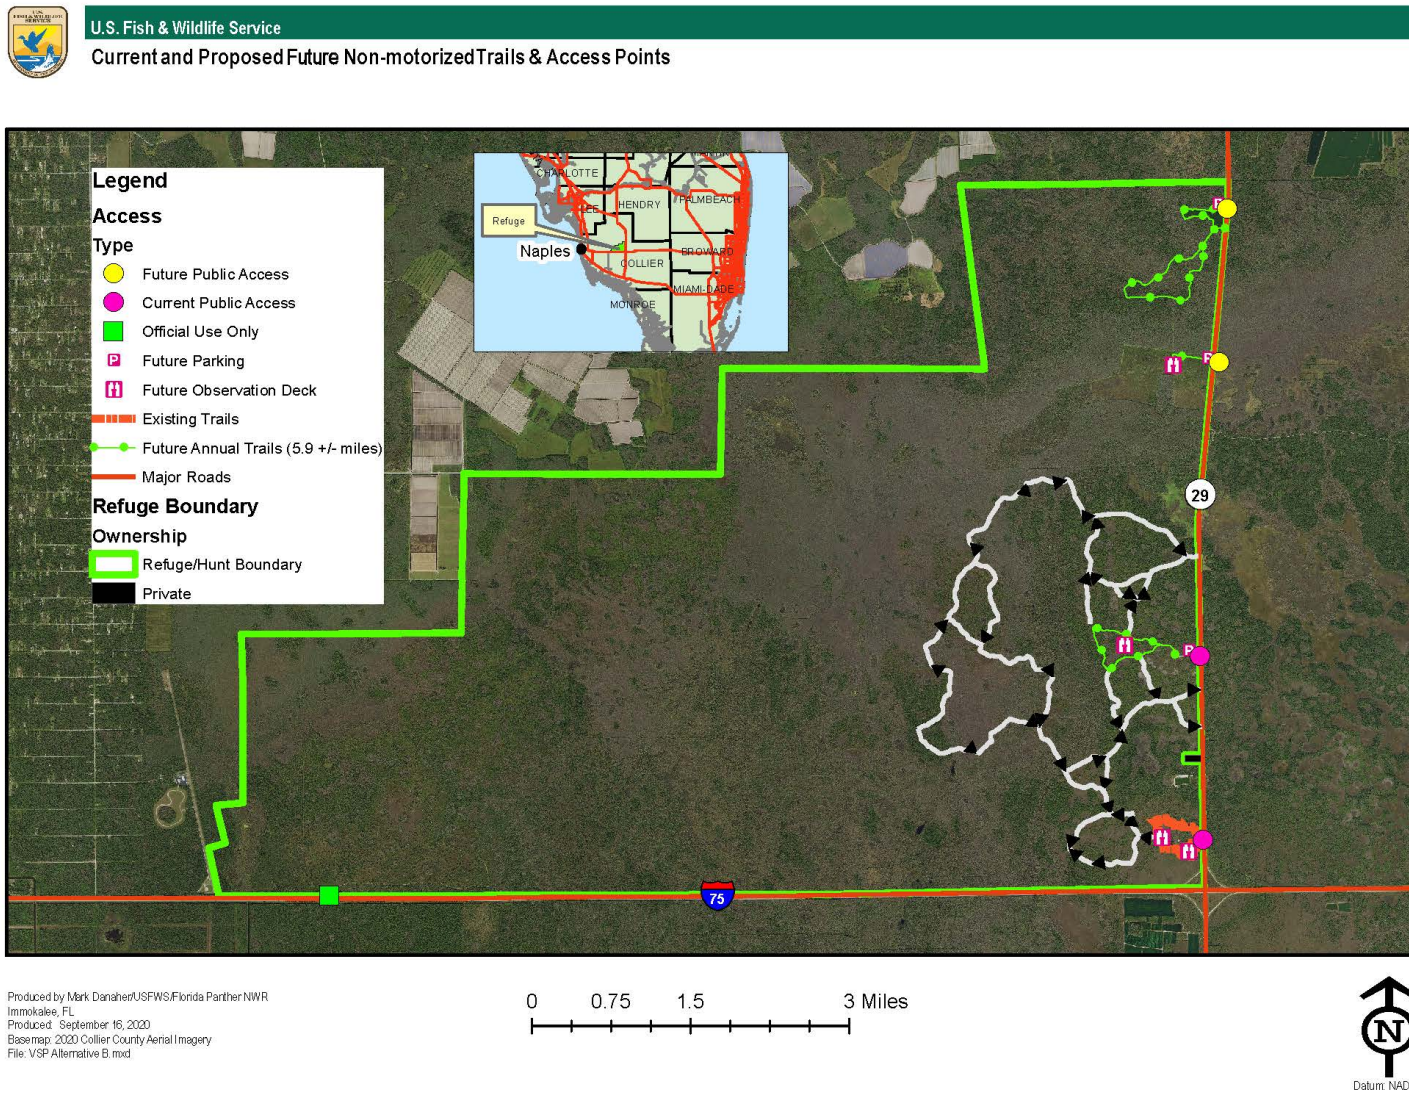 U.S.
FISH & WILDLIFE
SERVICE
U.S. Fish & Wildlife Service
Current and Proposed Future Non-motorized Trails & Access Points
Legend
Access
Type
Future Public Access
Current Public Access
Official Use Only
P Future Parking
Future Observation Deck
Existing Trails
Future Annual Trails (5.9 +/- miles)
Major Roads
Refuge Boundary
Ownership
Refuge/Hunt Boundary
Private
CHARLOTTE
LEE
HENDRY
PALM BEACH
Refuge
Naples
COLLIER
BROWARD
MIAMI-DADE
MONROE
P
P
29
P
75
Produced by Mark Danaher/USFWS/Florida Panther NWR
Immokalee, FL
Produced: September 16, 2020
Basemap: 2020 Collier County Aerial Imagery
File: VSP Alternative B.mxd
0 0.75 1.5 3 Miles
N
Datum: NAD